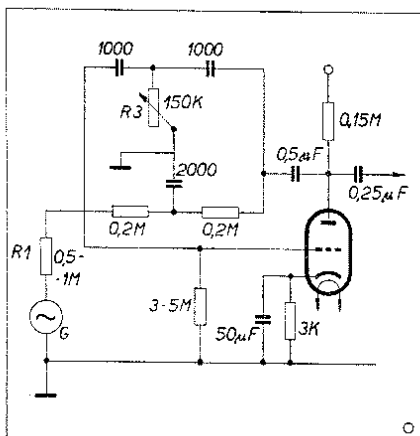 1000 1000
R3 150K
0,15M
0,5µF
0,25µF
2000
0,2M 0,2M
R1 0,5-
-1M
G
3-5M
50µF 3K